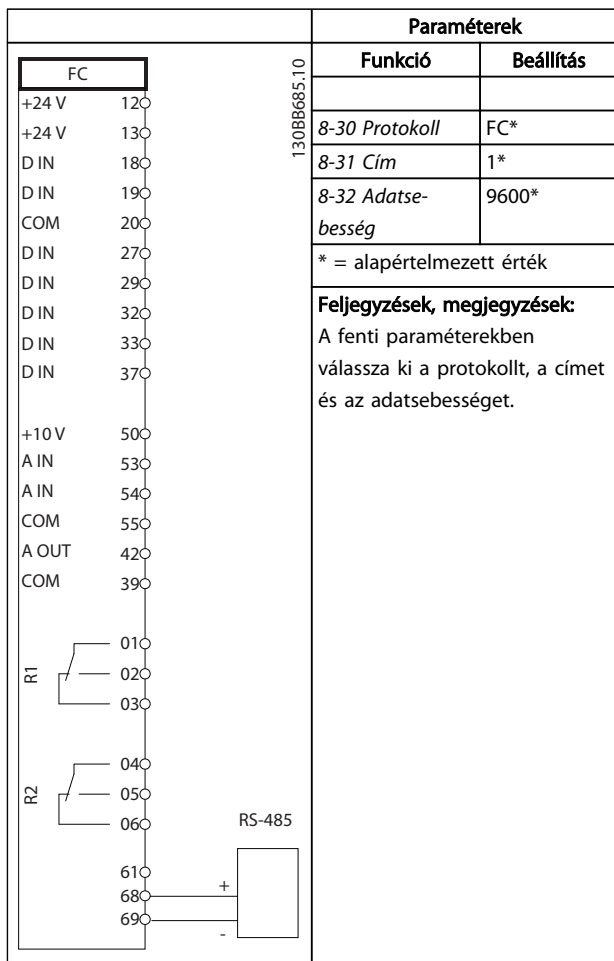 Paraméterek
Funkció Beállítás
8-30 Protokoll FC*
8-31 Cím 1*
8-32 Adatse- 9600*
besség
* = alapértelmezett érték
Feljegyzések, megjegyzések:
A fenti paraméterekben
válassza ki a protokollt, a címet
és az adatsebességet.
FC
130BB685.10
+24 V 12
+24 V 13
D IN 18
D IN 19
COM 20
D IN 27
D IN 29
D IN 32
D IN 33
D IN 37
+10 V 50
A IN 53
A IN 54
COM 55
A OUT 42
COM 39
R1
01
02
03
R2
04
05
06
RS-485
61
68 +
69 -